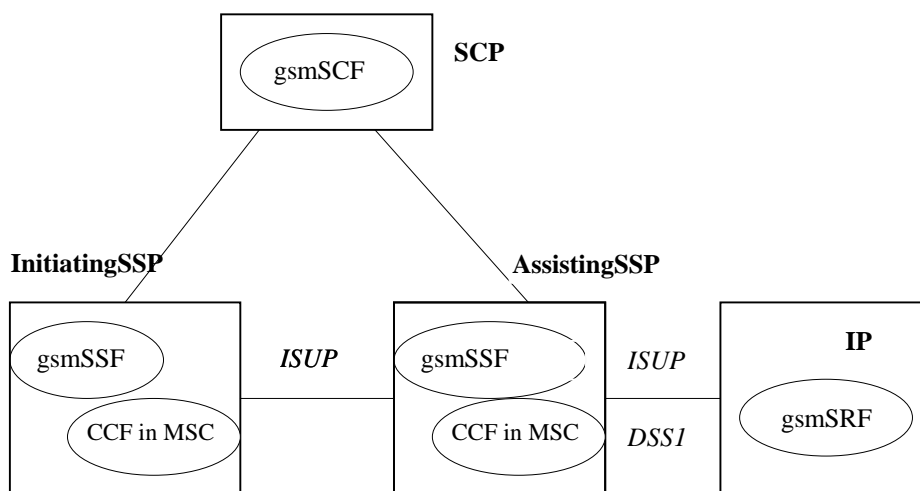 SCP
gsmSCF
InitiatingSSP
AssistingSSP
gsmSSF
ISUP
gsmSSF
ISUP
IP
CCF in MSC
CCF in MSC
DSS1
gsmSRF